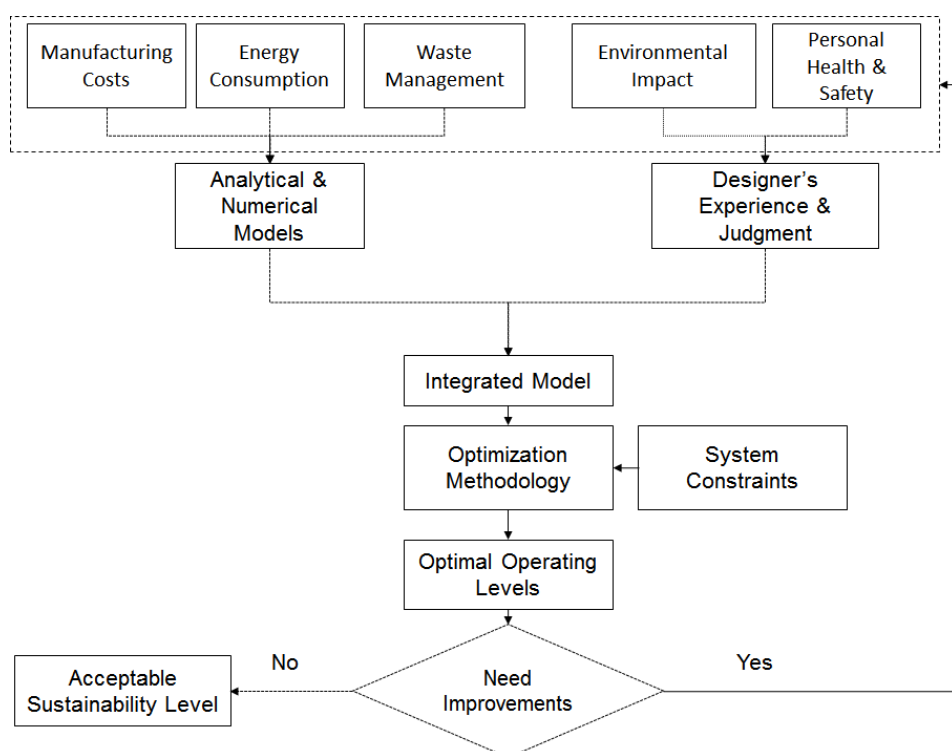 Manufacturing
Costs
Energy
Consumption
Waste
Management
Environmental
Impact
Personal
Health &
Safety
Analytical &
Numerical
Models
Designer’s
Experience &
Judgment
Integrated Model
Optimization
Methodology
System
Constraints
Optimal Operating
Levels
Need
Improvements
No
Yes
Acceptable
Sustainability Level